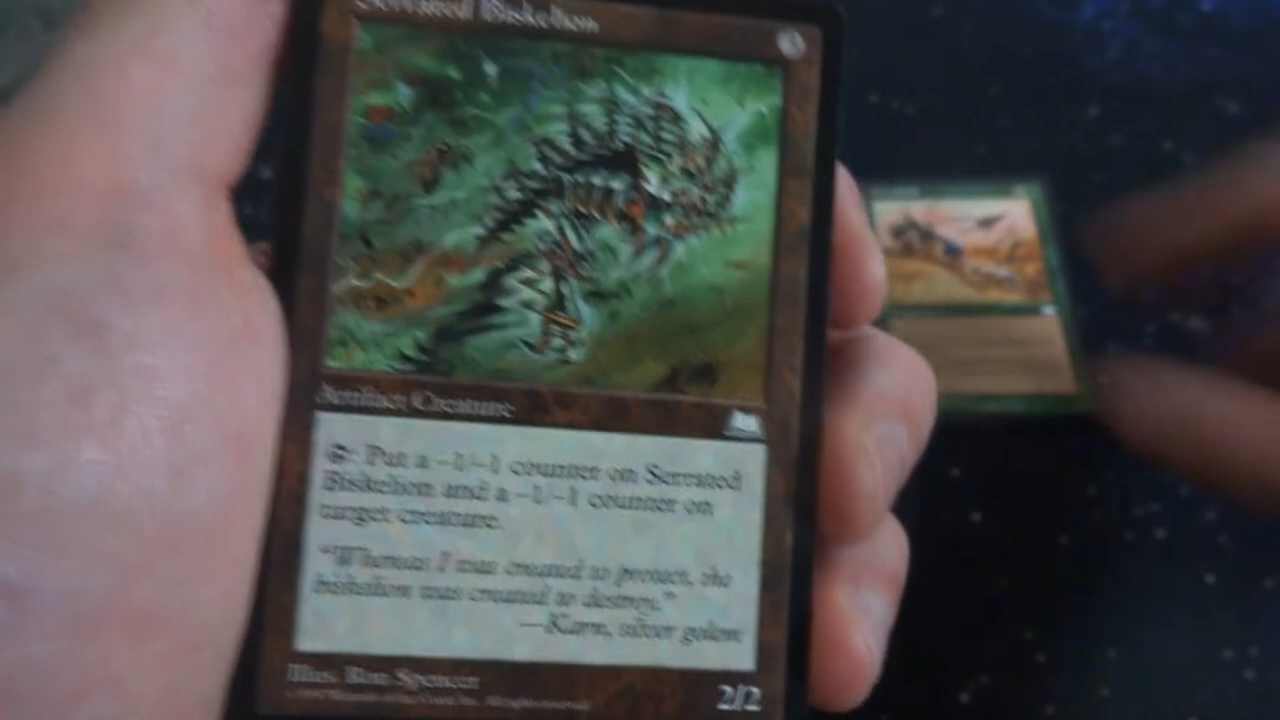 Serrated Biskelion
Artifact Creature
: Put a -1/-1 counter on Serrated
Biskelion and a -1/-1 counter on
target creature.
"Whereas I was created to protect, the
biskelion was created to destroy."
—Karn, silver golem
Illus. Ron Spencer
2/2